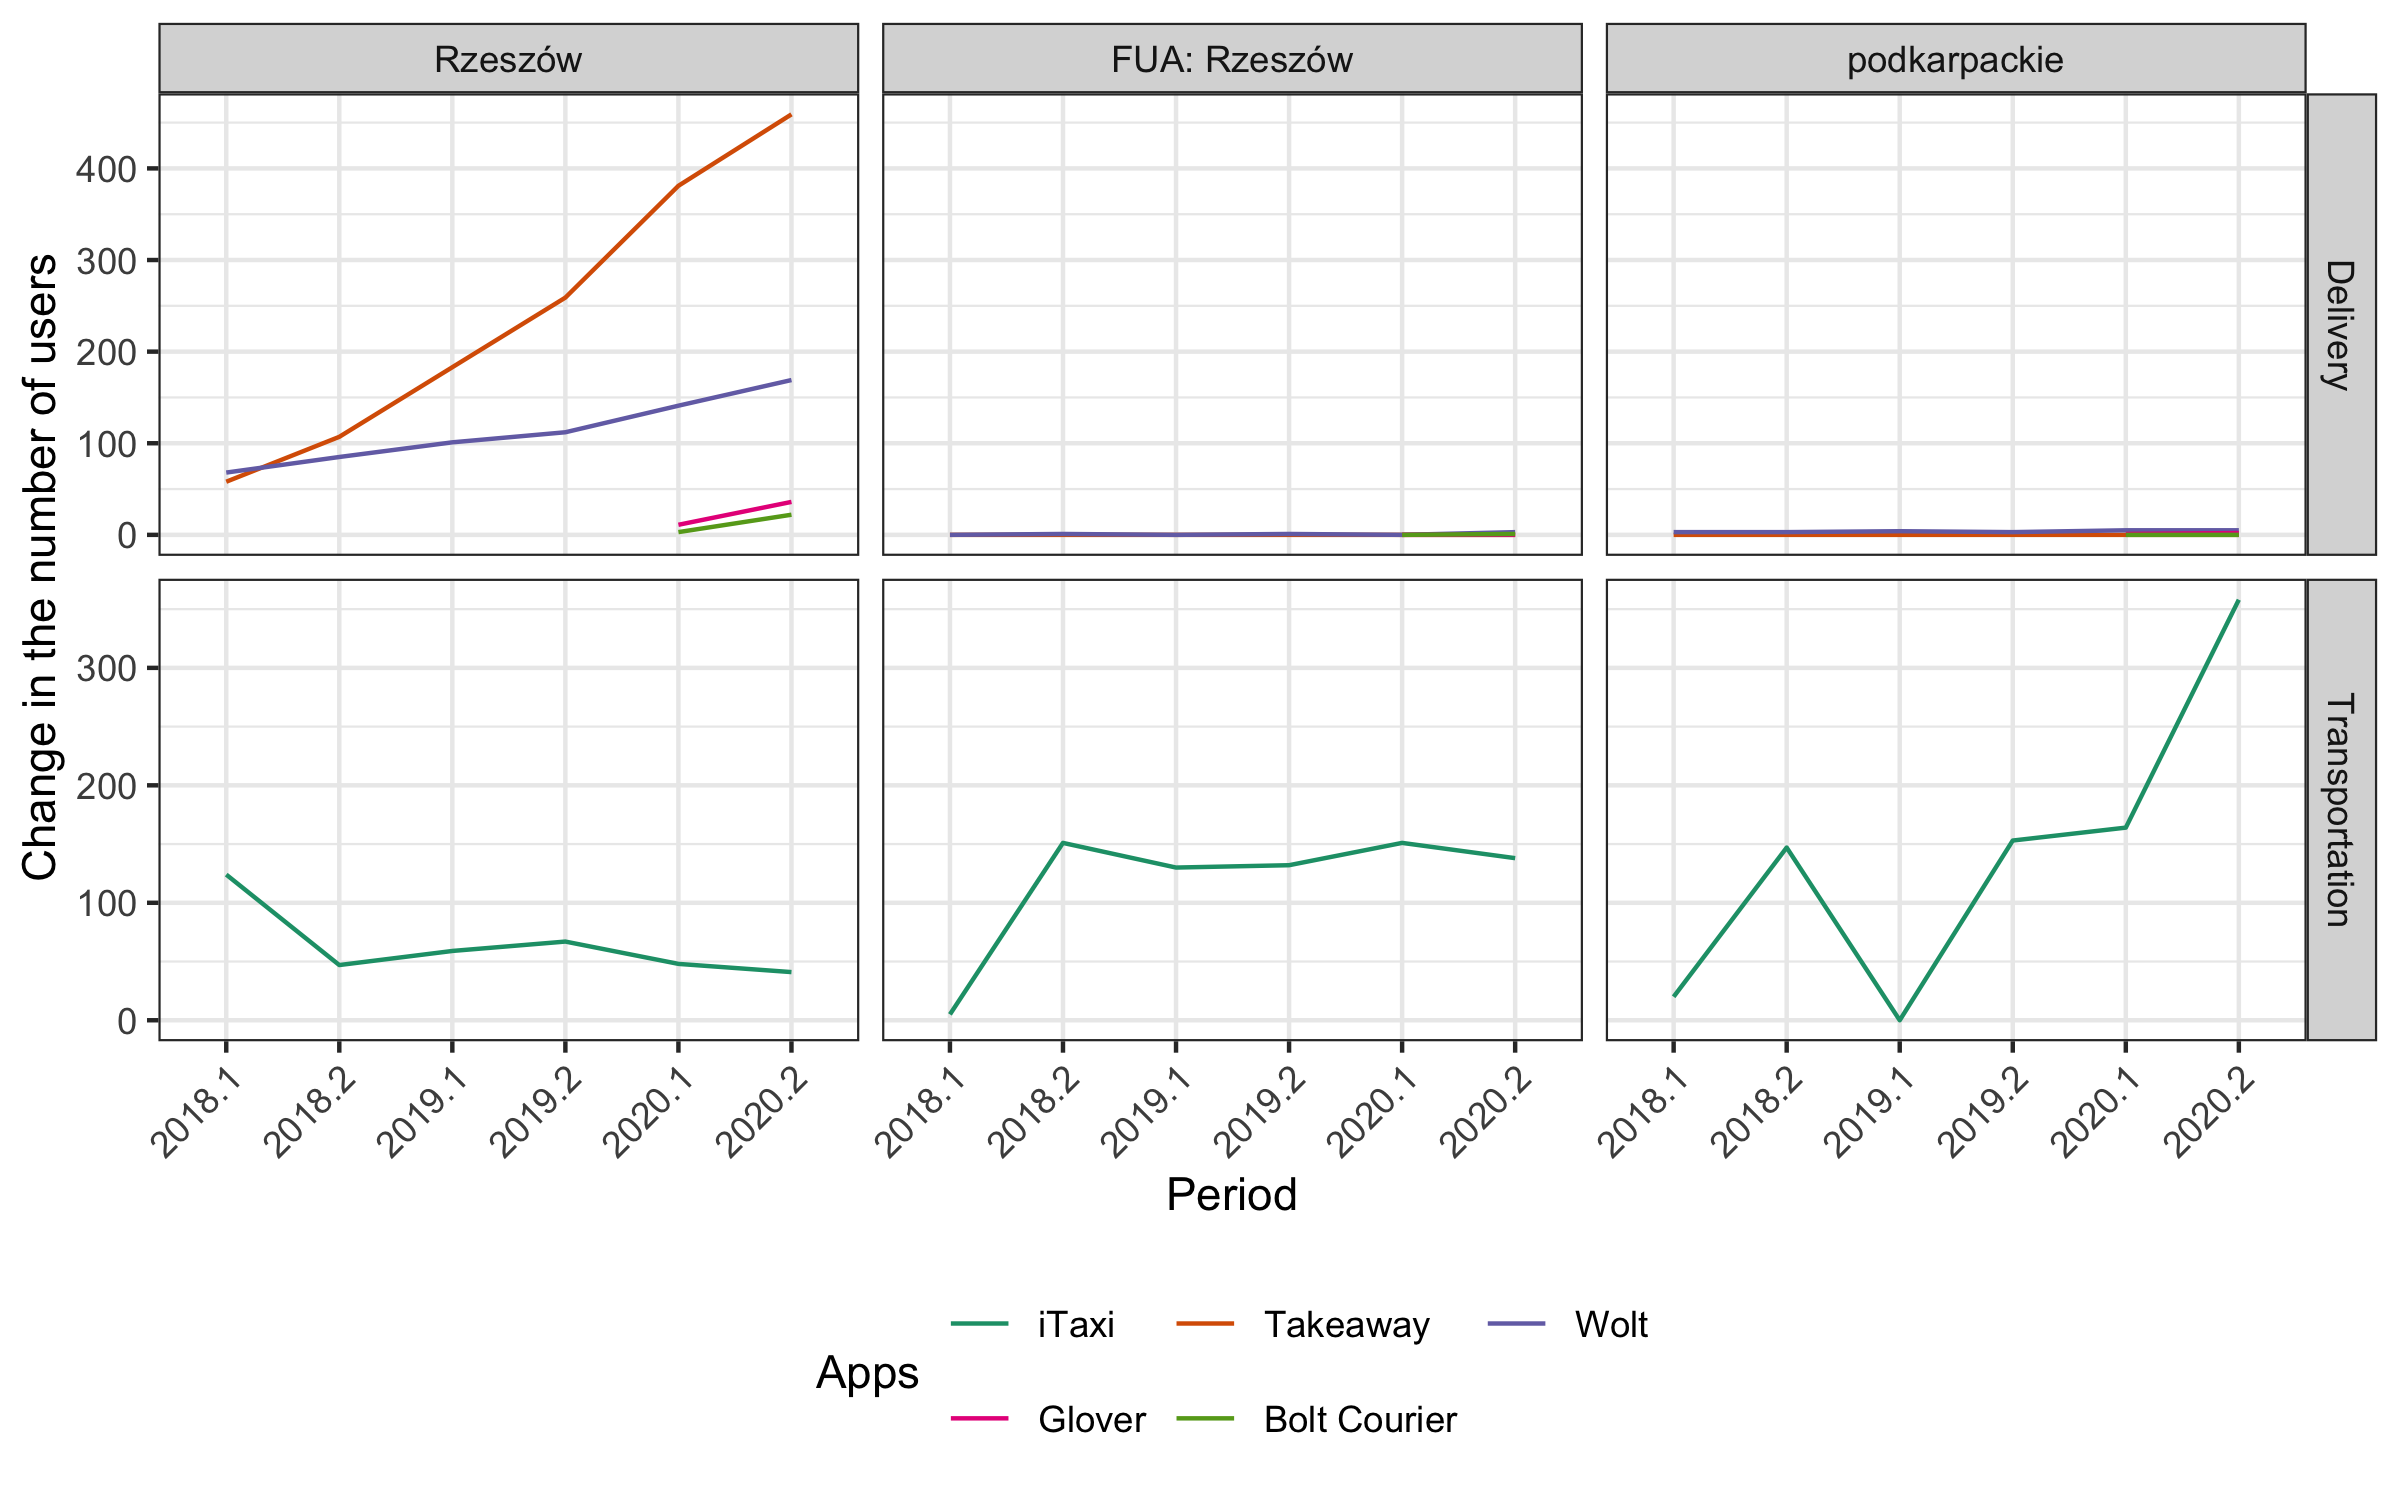 Rzeszów
FUA: Rzeszów
podkarpackie
Change in the number of users
400
300
200
100
0
Delivery
300
200
100
0
Transportation
2018.1
2018.2
2019.1
2019.2
2020.1
2020.2
2018.1
2018.2
2019.1
2019.2
2020.1
2020.2
2018.1
2018.2
2019.1
2019.2
2020.1
2020.2
Period
Apps
iTaxi
Takeaway
Wolt
Glover
Bolt Courier